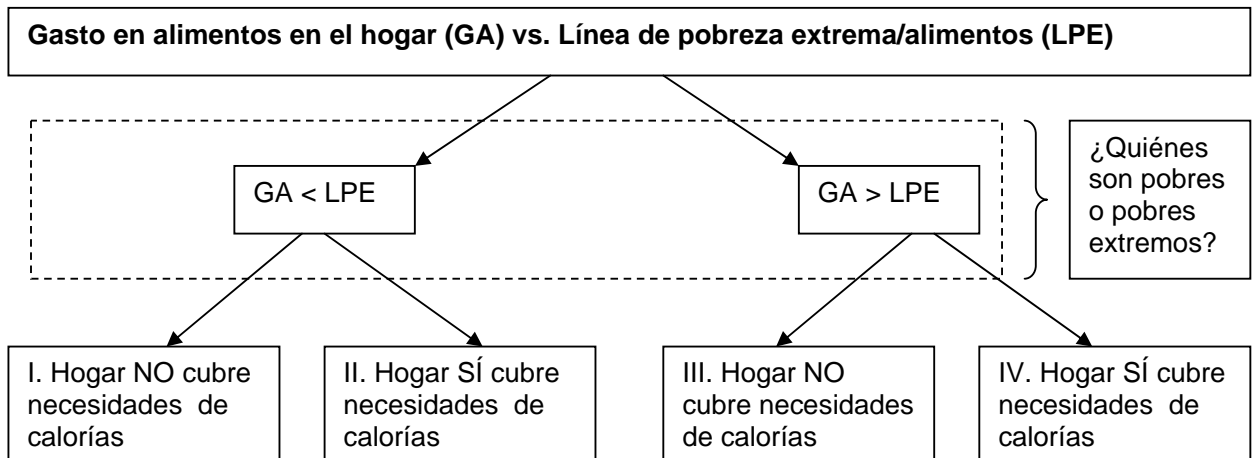 Gasto en alimentos en el hogar (GA) vs. Línea de pobreza extrema/alimentos (LPE)
GA < LPE
GA > LPE
¿Quiénes
son pobres
o pobres
extremos?
I. Hogar NO cubre
necesidades de
calorías
II. Hogar SÍ cubre
necesidades de
calorías
III. Hogar NO
cubre necesidades
de calorías
IV. Hogar SÍ cubre
necesidades de
calorías